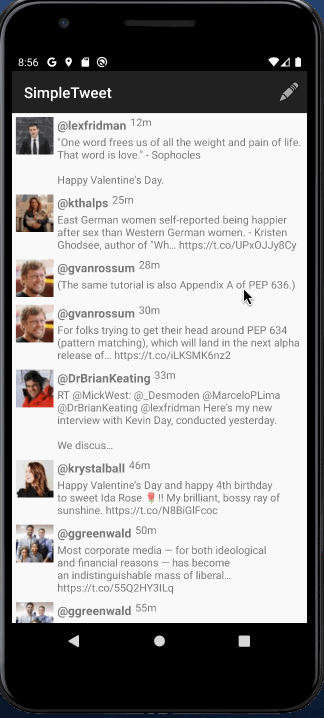 8:56
SimpleTweet
@lexfridman 12m
"One word frees us of all the weight and pain of life.
That word is love." - Sophocles
Happy Valentine's Day.
@kthalps 25m
East German women self-reported being happier
after sex than Western German women. - Kristen
Ghodsee, author of "Wh… https://t.co/UPxOJJy8Cy
@gvanrossum 28m
(The same tutorial is also Appendix A of PEP 636.)
@gvanrossum 30m
For folks trying to get their head around PEP 634
(pattern matching), which will land in the next alpha
release of… https://t.co/iLKSMK6nz2
@DrBrianKeating 33m
RT @MickWest: @_Desmoden @MarceloPLima
@DrBrianKeating @lexfridman Here's my new
interview with Kevin Day, conducted yesterday.
We discus…
@krystalball 46m
Happy Valentine's Day and happy 4th birthday
to sweet Ida Rose 🌹!! My brilliant, bossy ray of
sunshine. https://t.co/N8BiGlFcoc
@ggreenwald 50m
Most corporate media — for both ideological
and financial reasons — has become
an indistinguishable mass of liberal…
https://t.co/55Q2HY3ILq
@ggreenwald 55m